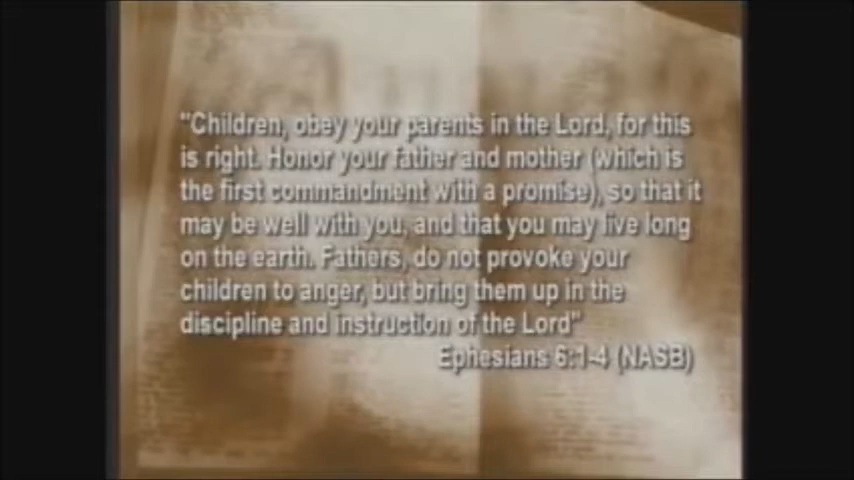 "Children, obey your parents in the Lord, for this
is right. Honor your father and mother (which is
the first commandment with a promise), so that it
may be well with you, and that you may live long
on the earth. Fathers, do not provoke your
children to anger, but bring them up in the
discipline and instruction of the Lord"
Ephesians 6:1-4 (NASB)